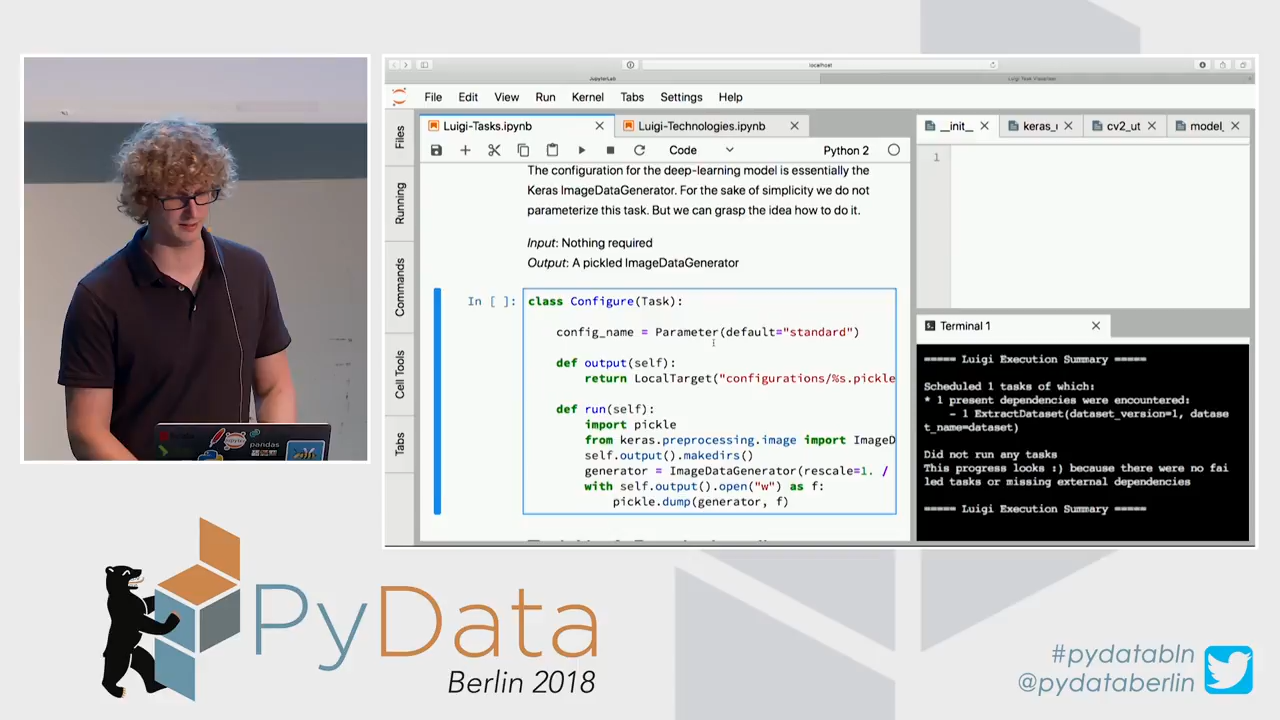 localhost
JupyterLab
Luigi Task Visualiser
File Edit View Run Kernel Tabs Settings Help
Files
Running
Commands
Cell Tools
Tabs
Luigi-Tasks.ipynb
Luigi-Technologies.ipynb
Code
Python 2
The configuration for the deep-learning model is essentially the
Keras ImageDataGenerator. For the sake of simplicity we do not
parameterize this task. But we can grasp the idea how to do it.
Input: Nothing required
Output: A pickled ImageDataGenerator
In [ ]:
class Configure(Task):
config_name = Parameter(default="standard")
def output(self):
return LocalTarget("configurations/%s.pickle
def run(self):
import pickle
from keras.preprocessing.image import ImageD
self.output().makedirs()
generator = ImageDataGenerator(rescale=1. /
with self.output().open("w") as f:
pickle.dump(generator, f)
__init_
keras_
cv2_ut
model_
1
Terminal 1
===== Luigi Execution Summary =====
Scheduled 1 tasks of which:
* 1 present dependencies were encountered:
- 1 ExtractDataset(dataset_version=1, datase
t_name=dataset)
Did not run any tasks
This progress looks :) because there were no fai
led tasks or missing external dependencies
===== Luigi Execution Summary =====
pandas
PyData
Berlin 2018
#pydatabln
@pydataberlin